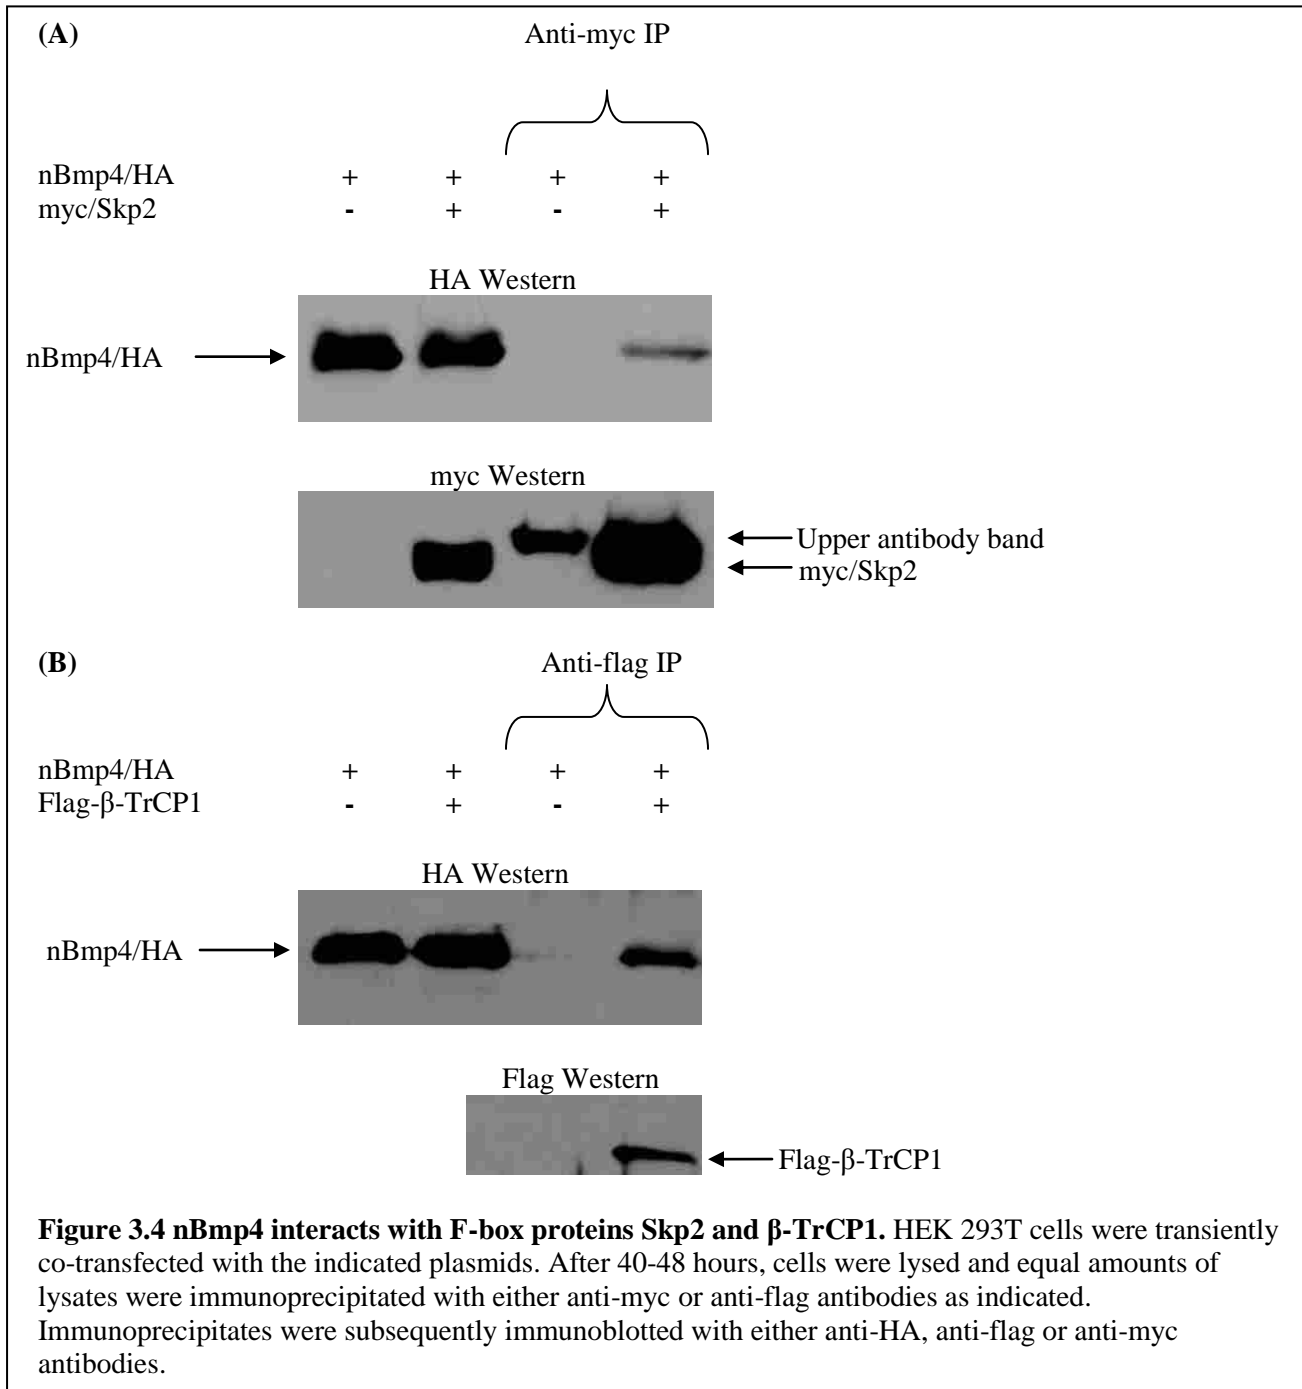 (A) Anti-myc IP
nBmp4/HA + + + +
myc/Skp2 - + - +
HA Western
nBmp4/HA
myc Western
Upper antibody band
myc/Skp2
(B) Anti-flag IP
nBmp4/HA + + + +
Flag-β-TrCP1 - + - +
HA Western
nBmp4/HA
Flag Western
Flag-β-TrCP1
Figure 3.4 nBmp4 interacts with F-box proteins Skp2 and β-TrCP1. HEK 293T cells were transiently
co-transfected with the indicated plasmids. After 40-48 hours, cells were lysed and equal amounts of
lysates were immunoprecipitated with either anti-myc or anti-flag antibodies as indicated.
Immunoprecipitates were subsequently immunoblotted with either anti-HA, anti-flag or anti-myc
antibodies.